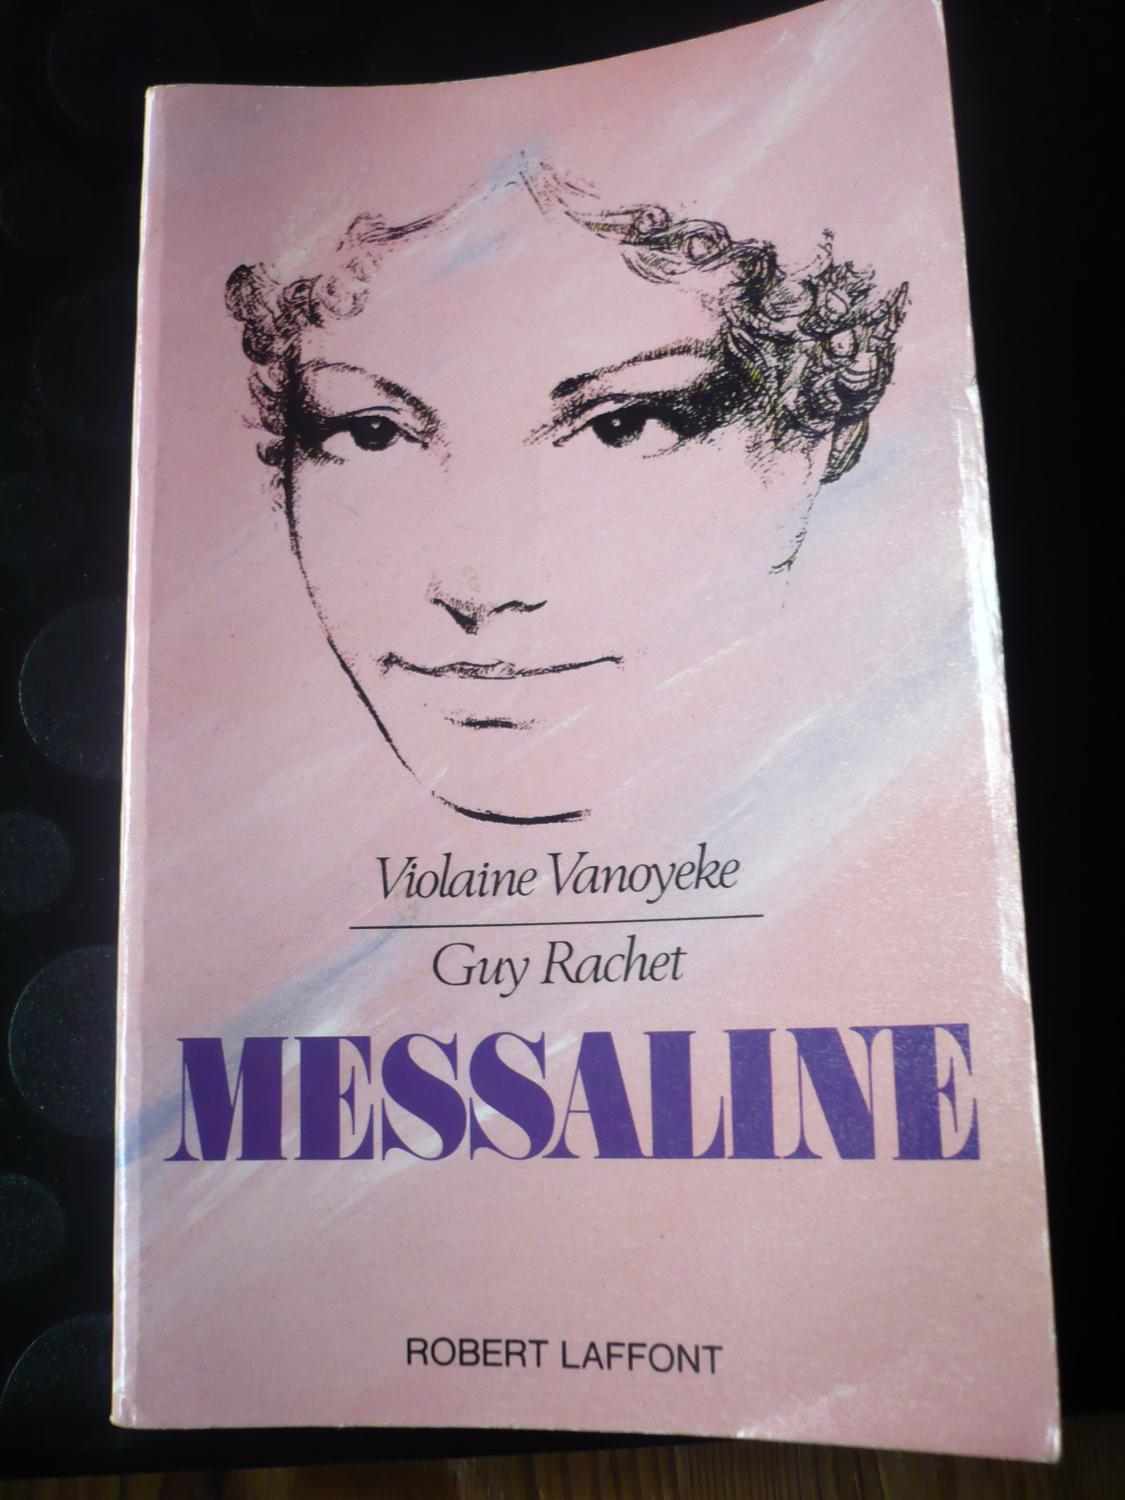 Violaine Vanoyeke
Guy Rachet
MESSALINE
ROBERT LAFFONT